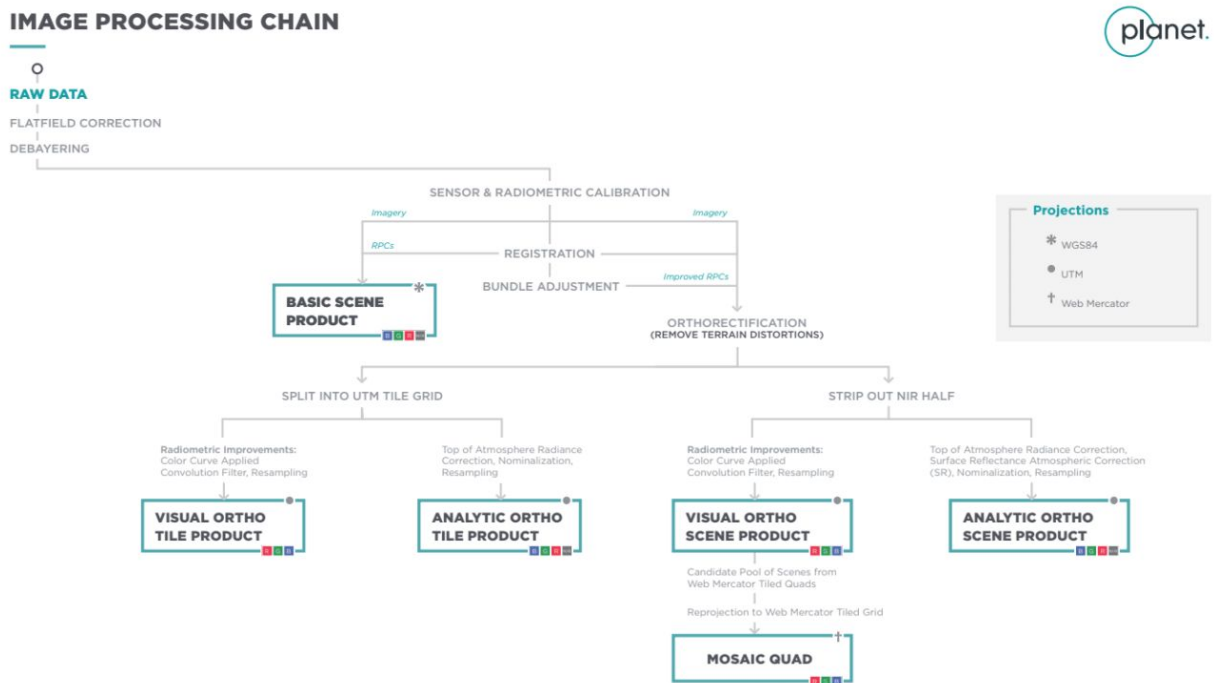 IMAGE PROCESSING CHAIN
planet.
RAW DATA
FLATFIELD CORRECTION
DEBAYERING
SENSOR & RADIOMETRIC CALIBRATION
Imagery
Imagery
RPCs
REGISTRATION
BUNDLE ADJUSTMENT
Improved RPCs
BASIC SCENE
PRODUCT
ORTHORECTIFICATION
(REMOVE TERRAIN DISTORTIONS)
Projections
* WGS84
● UTM
† Web Mercator
SPLIT INTO UTM TILE GRID
STRIP OUT NIR HALF
Radiometric Improvements:
Color Curve Applied
Convolution Filter, Resampling
Top of Atmosphere Radiance
Correction, Nominalization,
Resampling
Radiometric Improvements:
Color Curve Applied
Convolution Filter, Resampling
Top of Atmosphere Radiance Correction,
Surface Reflectance Atmospheric Correction
(SR), Nominalization, Resampling
VISUAL ORTHO
TILE PRODUCT
R G B
ANALYTIC ORTHO
TILE PRODUCT
B G R
VISUAL ORTHO
SCENE PRODUCT
R G B
ANALYTIC ORTHO
SCENE PRODUCT
B G R
Candidate Pool of Scenes from
Web Mercator Tiled Quads
Reprojection to Web Mercator Tiled Grid
MOSAIC QUAD
R G B